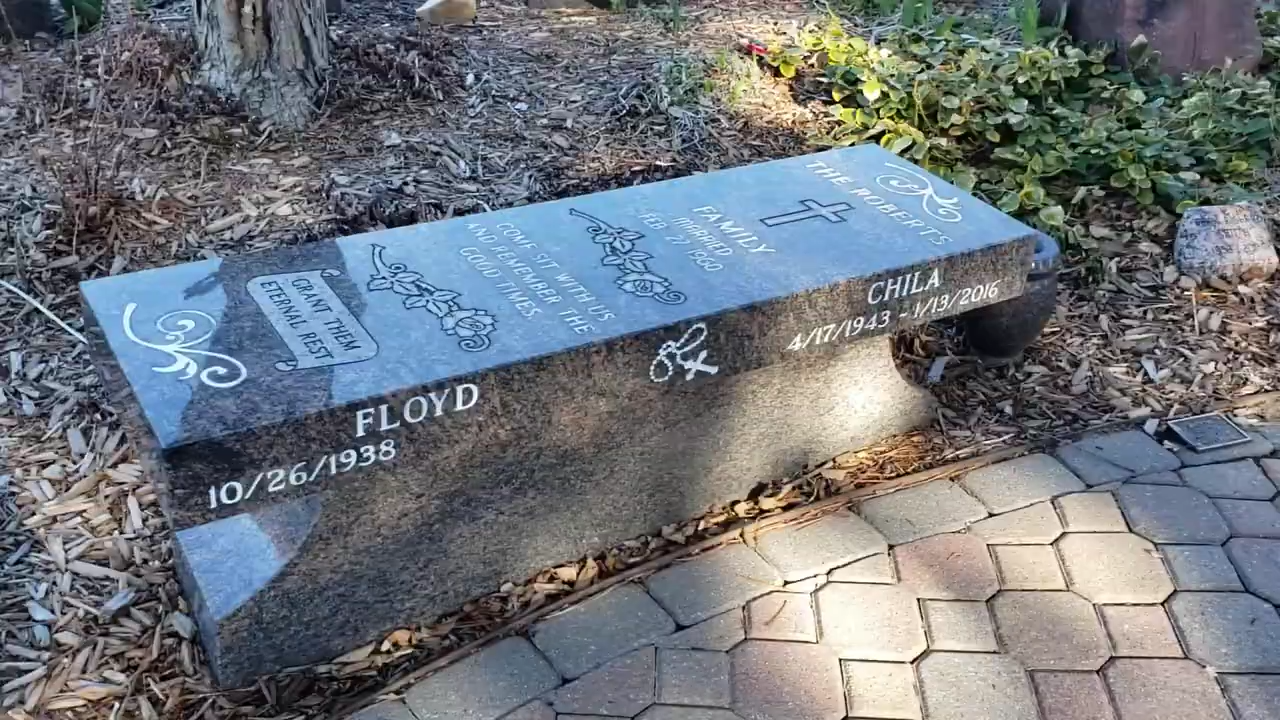 THE ROBERTS
FAMILY
MARRIED
FEB 27 1960
COME SIT WITH US
AND REMEMBER THE
GOOD TIMES
GRANT THEM
ETERNAL REST
FLOYD
10/26/1938
CHILA
4/17/1943 - 1/13/2016